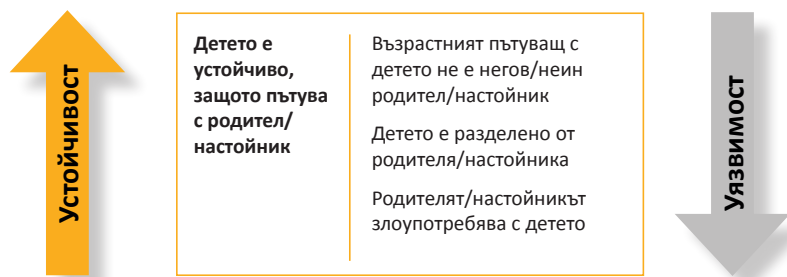 Устойчивост
Детето е
устойчиво,
защото пътува
с родител/
настойник
Възрастният пътуващ с
детето не е негов/неин
родител/настойник
Детето е разделено от
родителя/настойника
Родителят/настойникът
злоупотребява с детето
Уязвимост